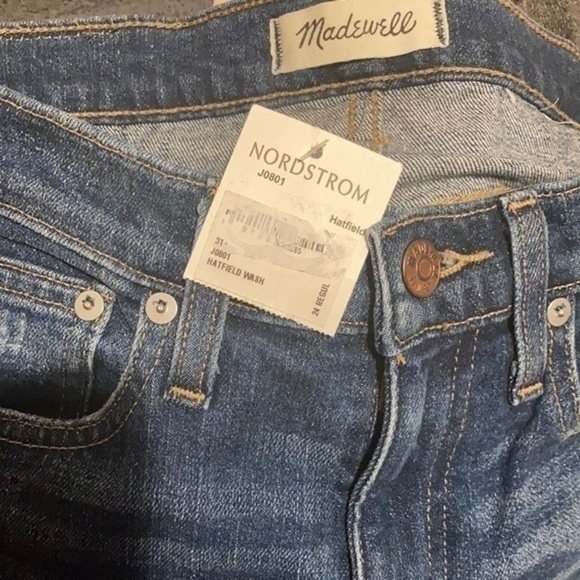 Madewell
NORDSTROM
J0801
Hatfield
J0801
HATFIELD WASH
24 REGUL